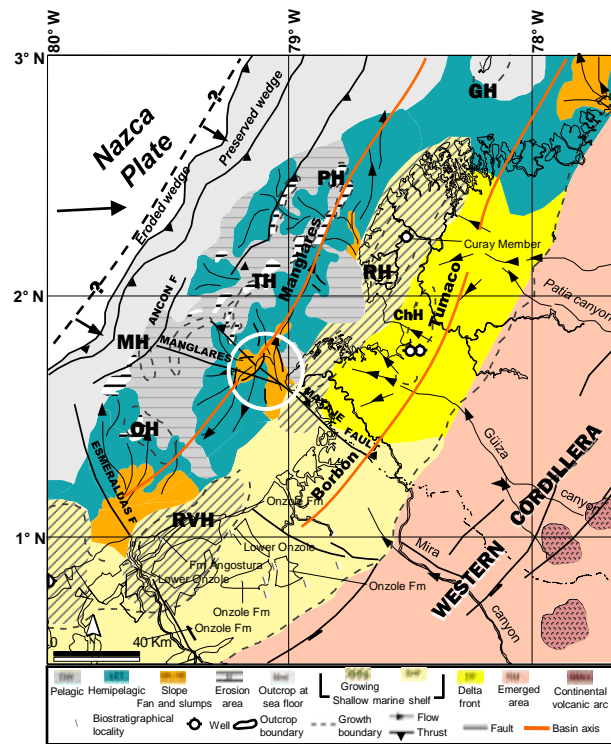 80° W
79° W
78° W
3° N
GH
Nazca
Plate
?
Preserved wedge
Eroded wedge
PH
Manglares
Curay Member
RH
Tumaco
TH
?
2° N
ANCON F
ChH
Patia canyon
MH
MANGLARES
MATAJE FAUL
OH
Güiza
canyon
ESMERALDAS F
Borbón
WESTERN CORDILLERA
Onzole Fm
RVH
1° N
Lower Onzole
Mira
canyon
Fm Angostura
Lower Onzole
Onzole Fm
Onzole Fm
Onzole Fm
0
40 Km
Pelagic
Hemipelagic
Slope
Fan and slumps
Erosion
area
Outcrop at
sea floor
Growing
Shallow marine shelf
Delta
front
Emerged
area
Continental
volcanic arc
Biostratigraphical
locality
Well
Outcrop
boundary
Growth
boundary
Flow
Thrust
Fault
Basin axis